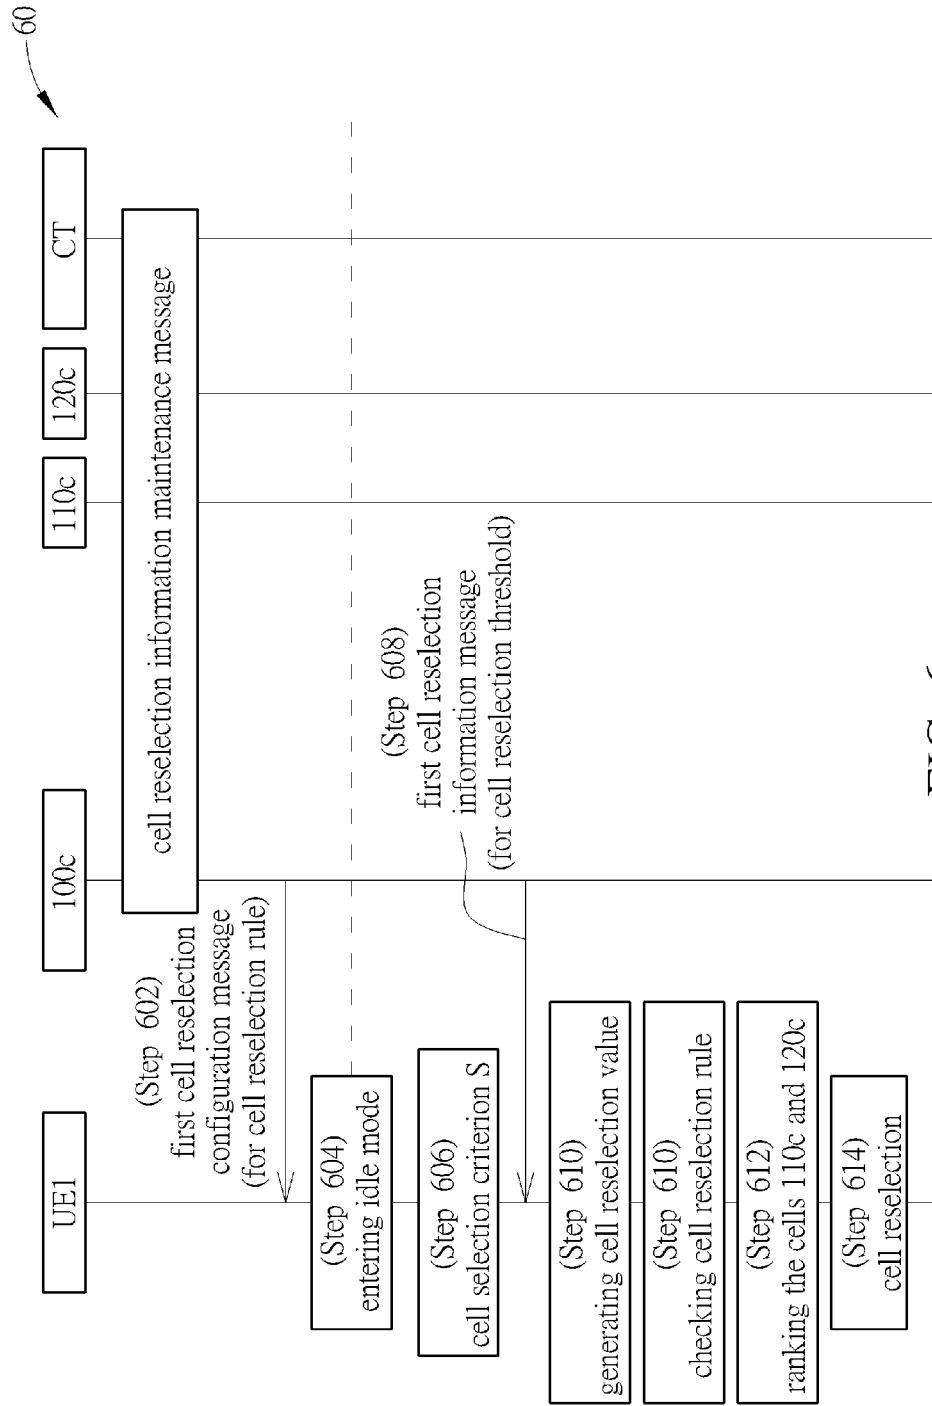 60
UE1
100c
110c
120c
CT
cell reselection information maintenance message
(Step 602)
first cell reselection
configuration message
(for cell reselection rule)
(Step 604)
entering idle mode
(Step 606)
cell selection criterion S
(Step 608)
first cell reselection
information message
(for cell reselection threshold)
(Step 610)
generating cell reselection value
(Step 610)
checking cell reselection rule
(Step 612)
ranking the cells 110c and 120c
(Step 614)
cell reselection